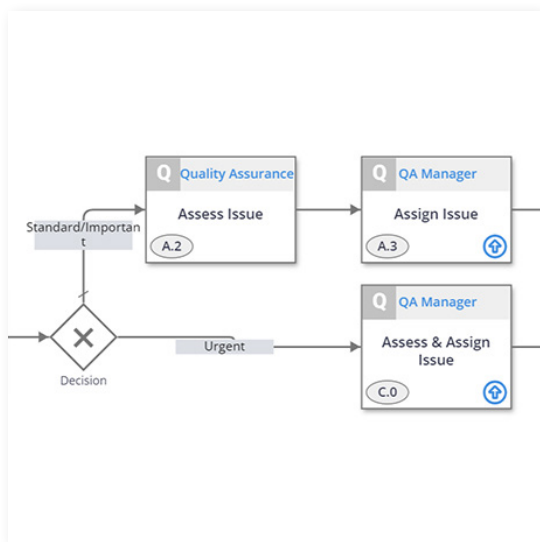 Q Quality Assurance
Assess Issue
A.2
Q QA Manager
Assign Issue
A.3
Standard/Importan
t
Decision
Urgent
Q QA Manager
Assess & Assign
Issue
C.0